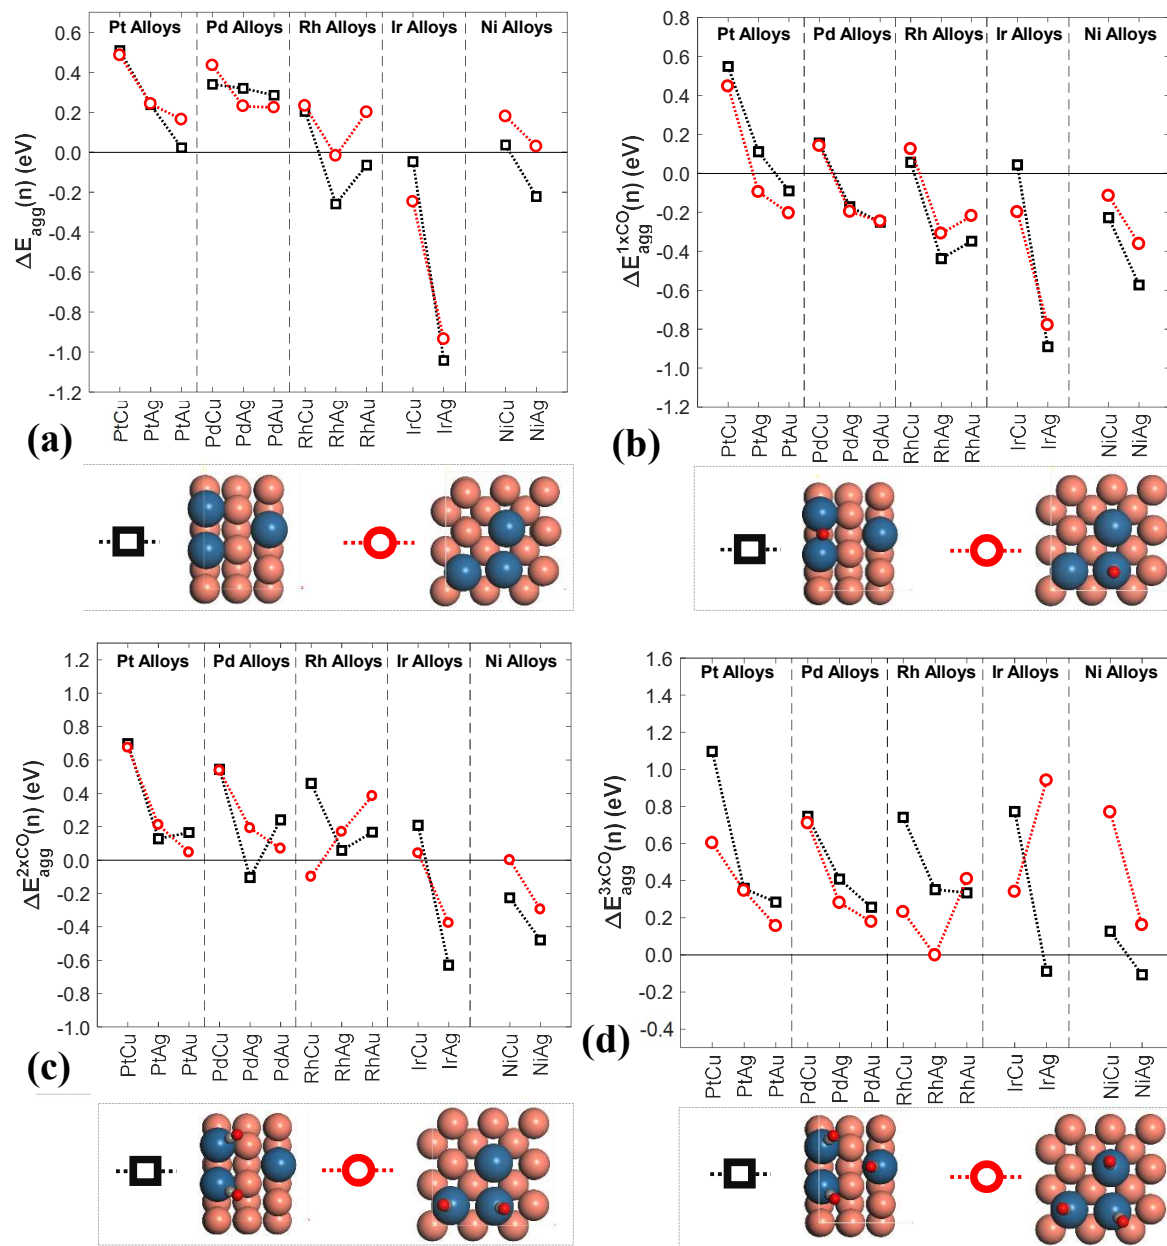 Pt Alloys Pd Alloys Rh Alloys Ir Alloys Ni Alloys
0.6
0.4
0.2
0.0
-0.2
-0.4
-0.6
-0.8
-1.0
-1.2
ΔE_agg(n) (eV)
PtCu PtAg PtAu PdCu PdAg PdAu RhCu RhAg RhAu IrCu IrAg NiCu NiAg
(a)
Pt Alloys Pd Alloys Rh Alloys Ir Alloys Ni Alloys
0.8
0.6
0.4
0.2
0.0
-0.2
-0.4
-0.6
-0.8
-1.0
-1.2
ΔE_agg^1xCO(n) (eV)
PtCu PtAg PtAu PdCu PdAg PdAu RhCu RhAg RhAu IrCu IrAg NiCu NiAg
(b)
Pt Alloys Pd Alloys Rh Alloys Ir Alloys Ni Alloys
1.2
1.0
0.8
0.6
0.4
0.2
0.0
-0.2
-0.4
-0.6
-0.8
-1.0
ΔE_agg^2xCO(n) (eV)
PtCu PtAg PtAu PdCu PdAg PdAu RhCu RhAg RhAu IrCu IrAg NiCu NiAg
(c)
Pt Alloys Pd Alloys Rh Alloys Ir Alloys Ni Alloys
1.6
1.4
1.2
1.0
0.8
0.6
0.4
0.2
0.0
-0.2
-0.4
ΔE_agg^3xCO(n) (eV)
PtCu PtAg PtAu PdCu PdAg PdAu RhCu RhAg RhAu IrCu IrAg NiCu NiAg
(d)